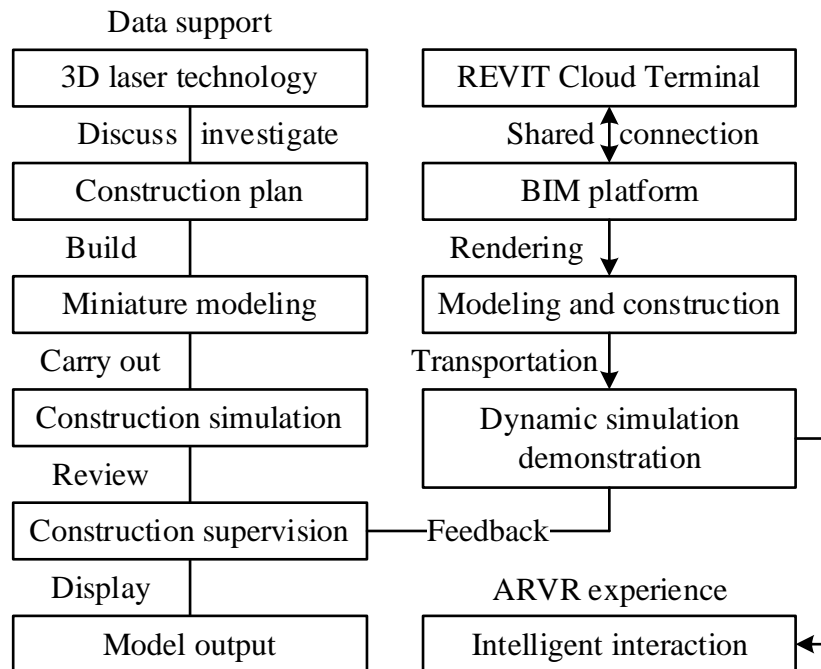 Data support
3D laser technology
Discuss investigate
Construction plan
Build
Miniature modeling
Carry out
Construction simulation
Review
Construction supervision
Display
Model output
REVIT Cloud Terminal
Shared connection
BIM platform
Rendering
Modeling and construction
Transportation
Dynamic simulation
demonstration
Feedback
ARVR experience
Intelligent interaction